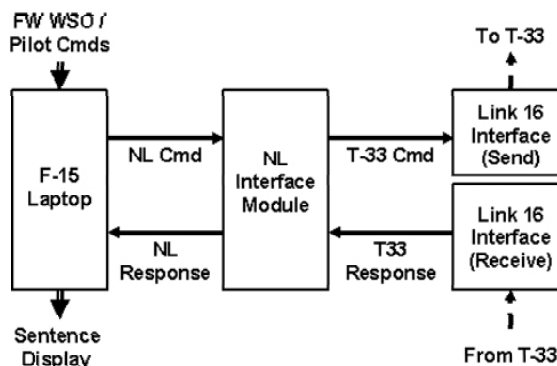 FW WSO /
Pilot Cmds
To T-33
F-15
Laptop
NL Cmd
NL
Interface
Module
T-33 Cmd
Link 16
Interface
(Send)
NL
Response
T33
Response
Link 16
Interface
(Receive)
Sentence
Display
From T-33